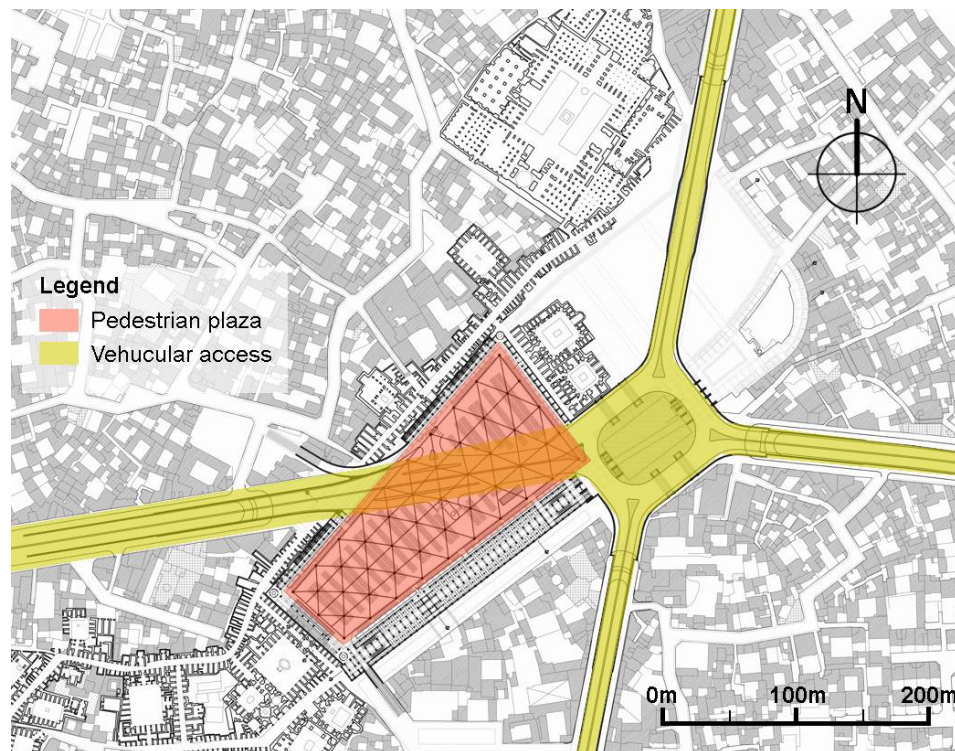 N
Legend
Pedestrian plaza
Vehucular access
0m 100m 200m